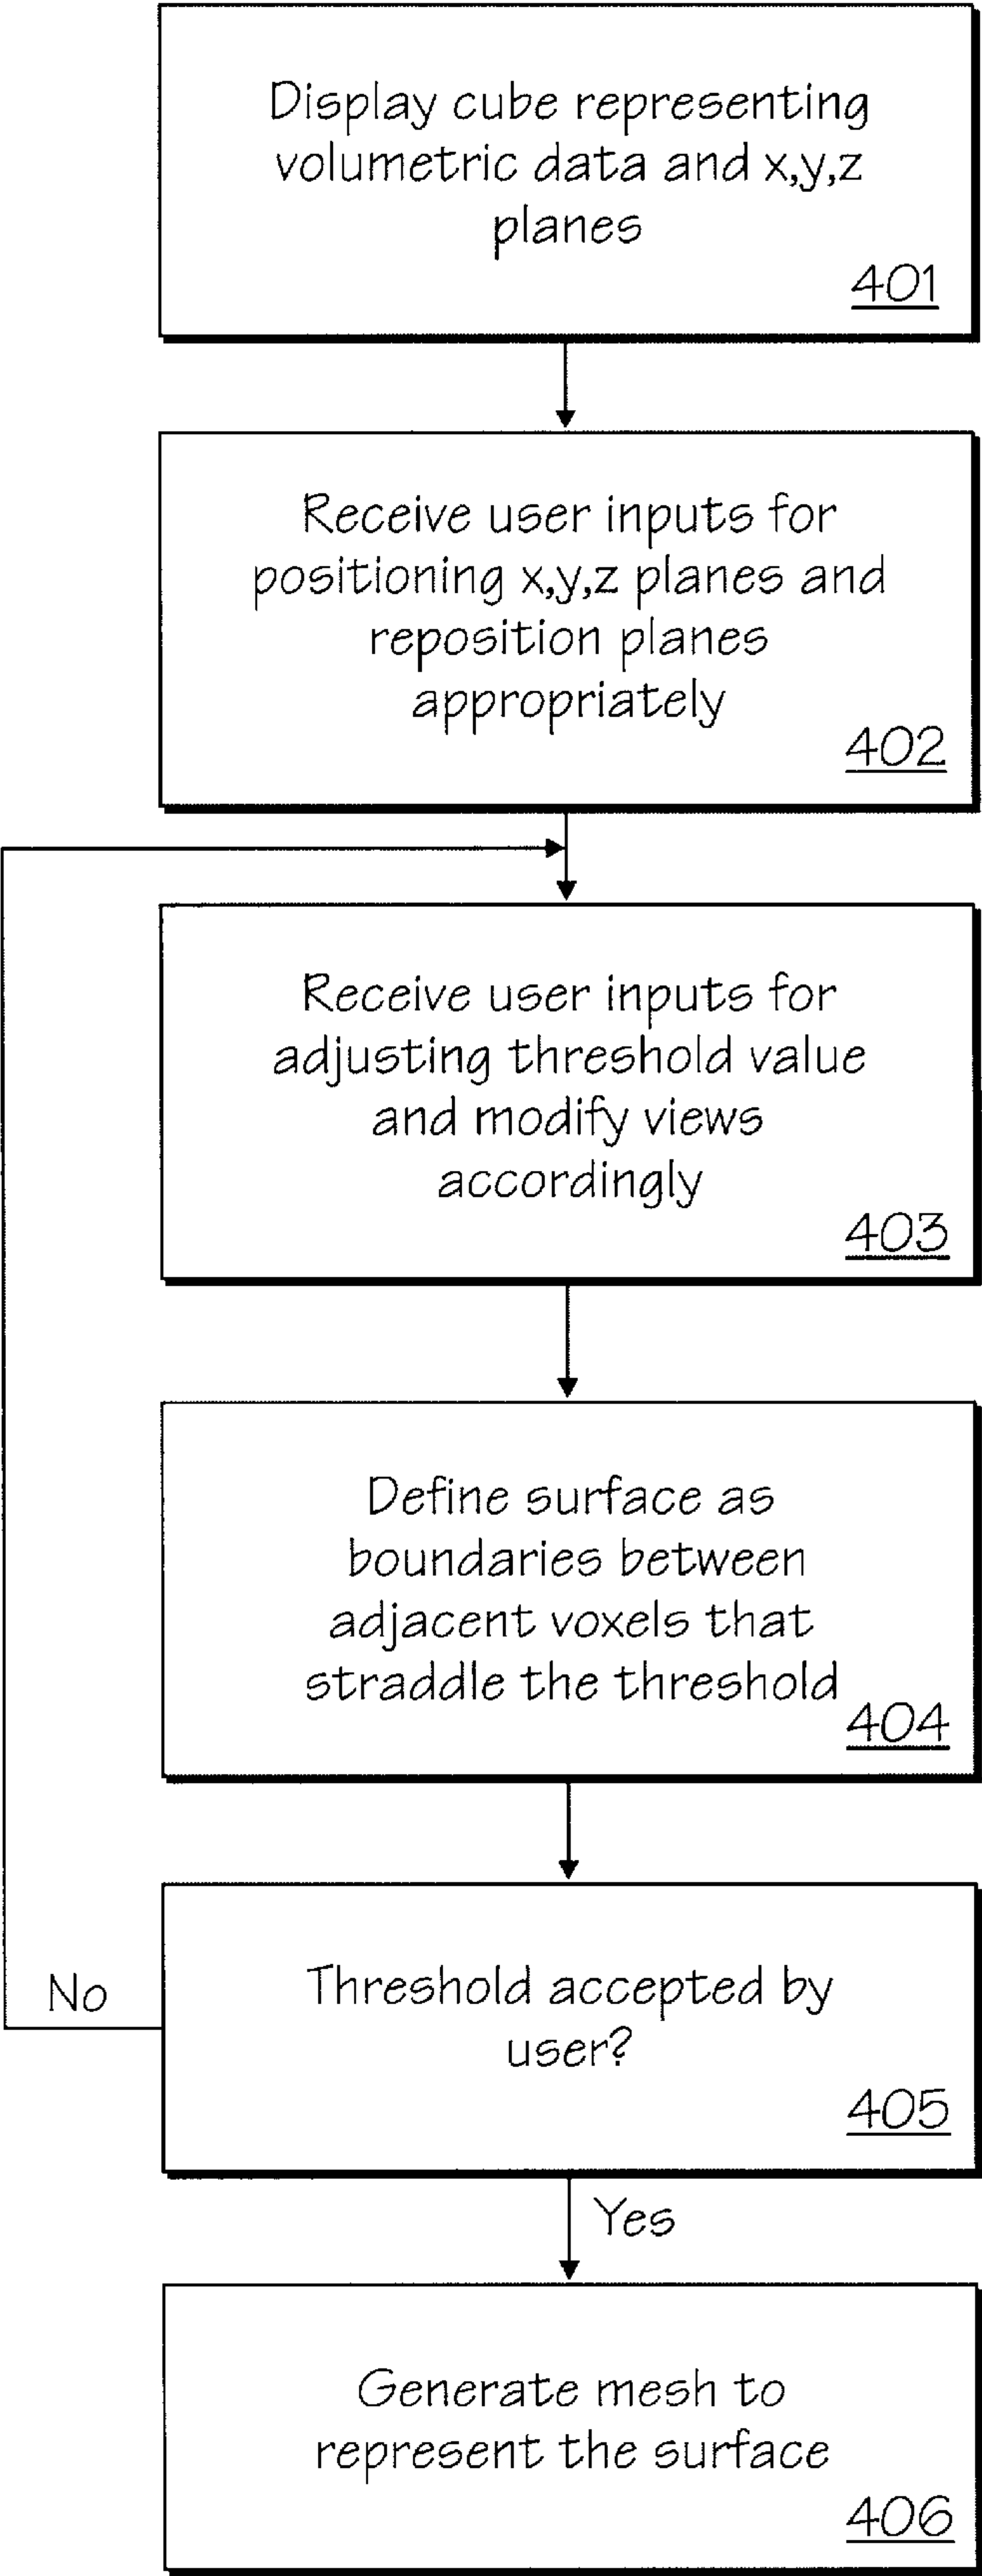 Display cube representing
volumetric data and x,y,z
planes
401
Receive user inputs for
positioning x,y,z planes and
reposition planes
appropriately
402
Receive user inputs for
adjusting threshold value
and modify views
accordingly
403
Define surface as
boundaries between
adjacent voxels that
straddle the threshold
404
Threshold accepted by
user?
405
No
Yes
Generate mesh to
represent the surface
406